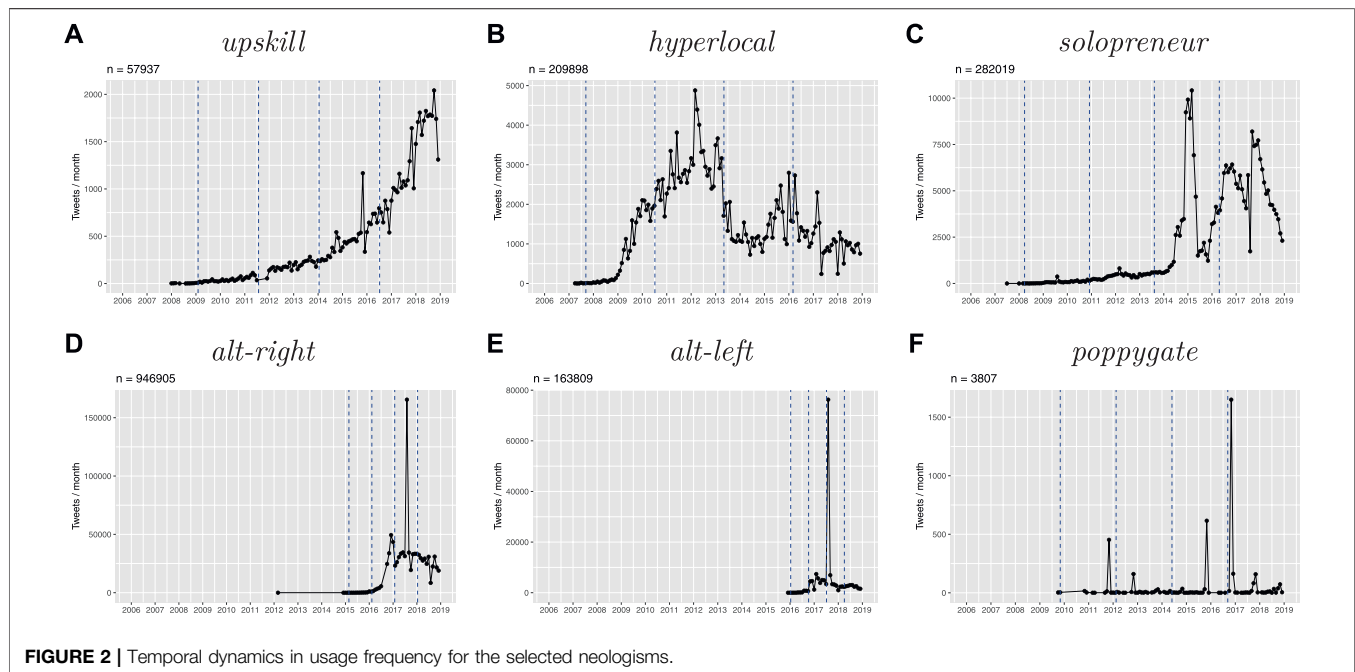 A
upskill
n = 57937
Tweets / month
2000
1500
1000
500
0
2006 2007 2008 2009 2010 2011 2012 2013 2014 2015 2016 2017 2018 2019
B
hyperlocal
n = 209898
Tweets / month
5000
4000
3000
2000
1000
0
2006 2007 2008 2009 2010 2011 2012 2013 2014 2015 2016 2017 2018 2019
C
solopreneur
n = 282019
Tweets / month
10000
7500
5000
2500
0
2006 2007 2008 2009 2010 2011 2012 2013 2014 2015 2016 2017 2018 2019
D
alt-right
n = 946905
Tweets / month
150000
100000
50000
0
2006 2007 2008 2009 2010 2010 2011 2012 2013 2014 2015 2016 2017 2018 2019
E
alt-left
n = 163809
Tweets / month
80000
60000
40000
20000
0
2006 2007 2008 2009 2010 2010 2011 2012 2013 2014 2015 2016 2017 2018 2019
F
poppygate
n = 3807
Tweets / month
1500
1000
500
0
2006 2007 2008 2009 2010 2011 2012 2013 2014 2015 2016 2017 2018 2019
FIGURE 2 | Temporal dynamics in usage frequency for the selected neologisms.